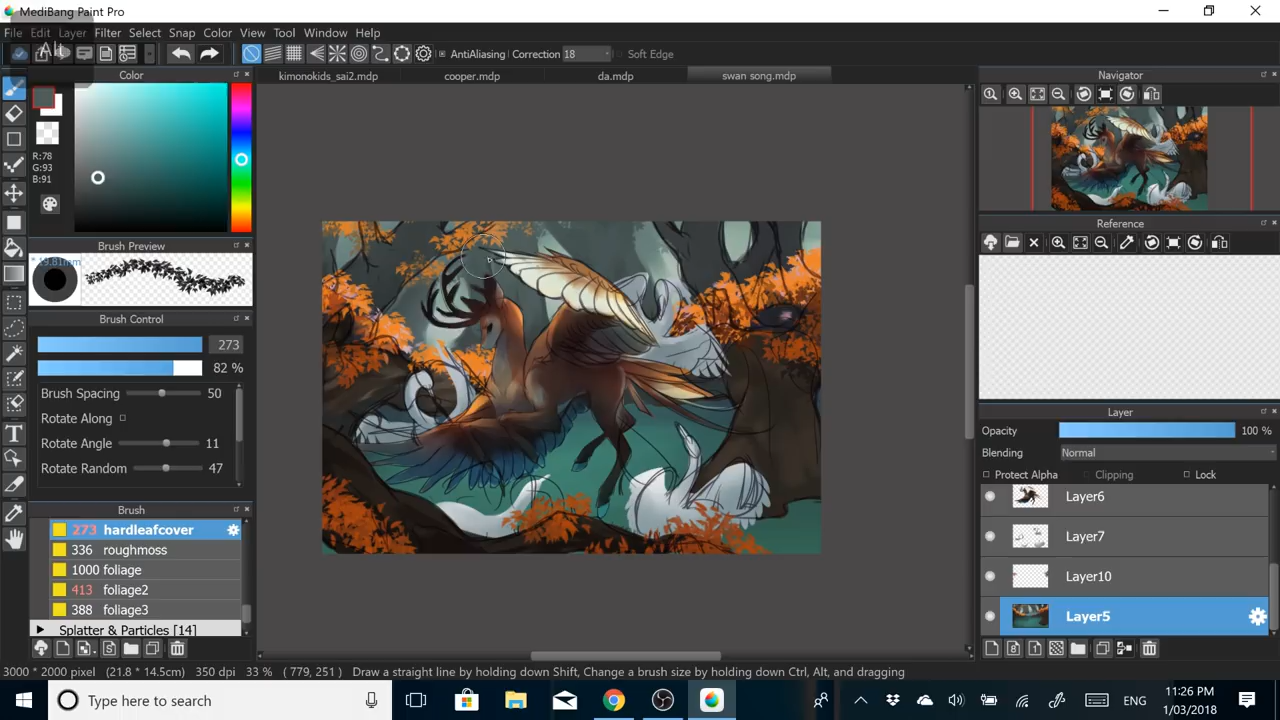 MediBang Paint Pro
File Edit Layer Filter Select Snap Color View Tool Window Help
Alt
AntiAliasing Correction 18 Soft Edge
Color
kimonokids_sai2.mdp cooper.mdp da.mdp swan song.mdp
Navigator
R:78
G:93
B:91
Brush Preview
* 19.81mm
Reference
Brush Control
273
82 %
Brush Spacing 50
Rotate Along
Rotate Angle 11
Rotate Random 47
Layer
Opacity 100 %
Blending Normal
Protect Alpha Clipping Lock
Layer6
Layer7
Layer10
Layer5
Brush
273 hardleafcover
336 roughmoss
1000 foliage
413 foliage2
388 foliage3
Splatter & Particles [14]
3000 * 2000 pixel (21.8 * 14.5cm) 350 dpi 33 % ( 779, 251 ) Draw a straight line by holding down Shift, Change a brush size by holding down Ctrl, Alt, and dragging
Type here to search
ENG
11:26 PM
1/03/2018